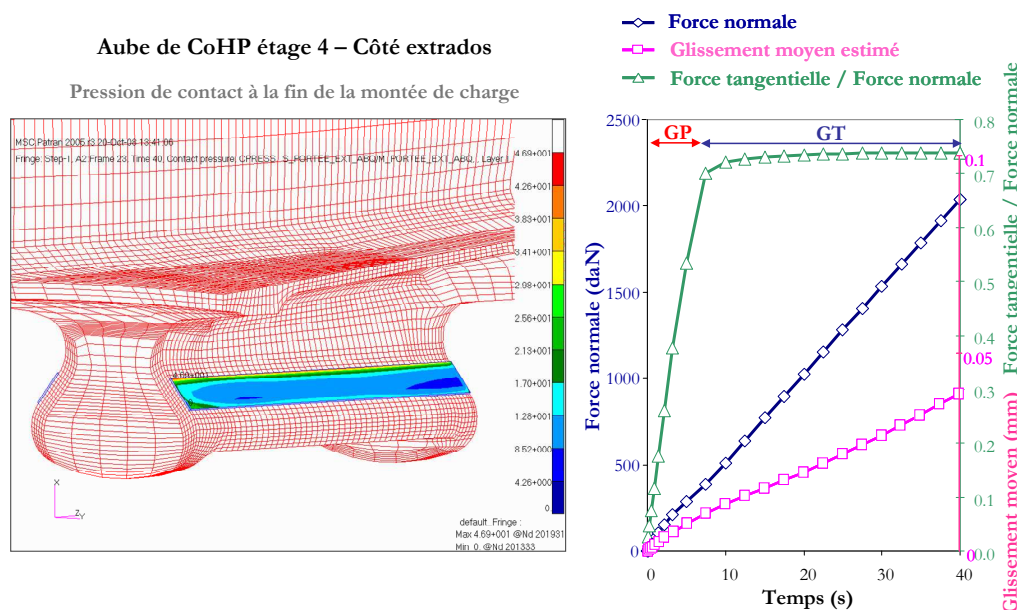 Aube de CoHP étage 4 – Côté extrados
Pression de contact à la fin de la montée de charge
MSC.Patran 2005 r3 20-Oct-08 13:41:06
Fringe: Step-1, A2:Frame 23, Time 40, Contact pressure, CPRESS, S_PORTEE_EXT_ABQ/M_PORTEE_EXT_ABQ, Layer
4.69+001
4.26+001
3.83+001
3.41+001
2.98+001
2.56+001
2.13+001
1.70+001
1.28+001
8.52+000
4.26+000
0
X
Z
Y
default_Fringe :
Max 4.69+001 @Nd 201931
Min 0. @Nd 201333
Force normale
Glissement moyen estimé
Force tangentielle / Force normale
GP
GT
Force normale (daN)
2500
2000
1500
1000
500
0
0 10 20 30 40
Temps (s)
0.8
0.7
0.6
0.5
0.4
0.3
0.2
0.1
0.0
0.1
0.05
0
Force tangentielle / Force normale
Glissement moyen (mm)